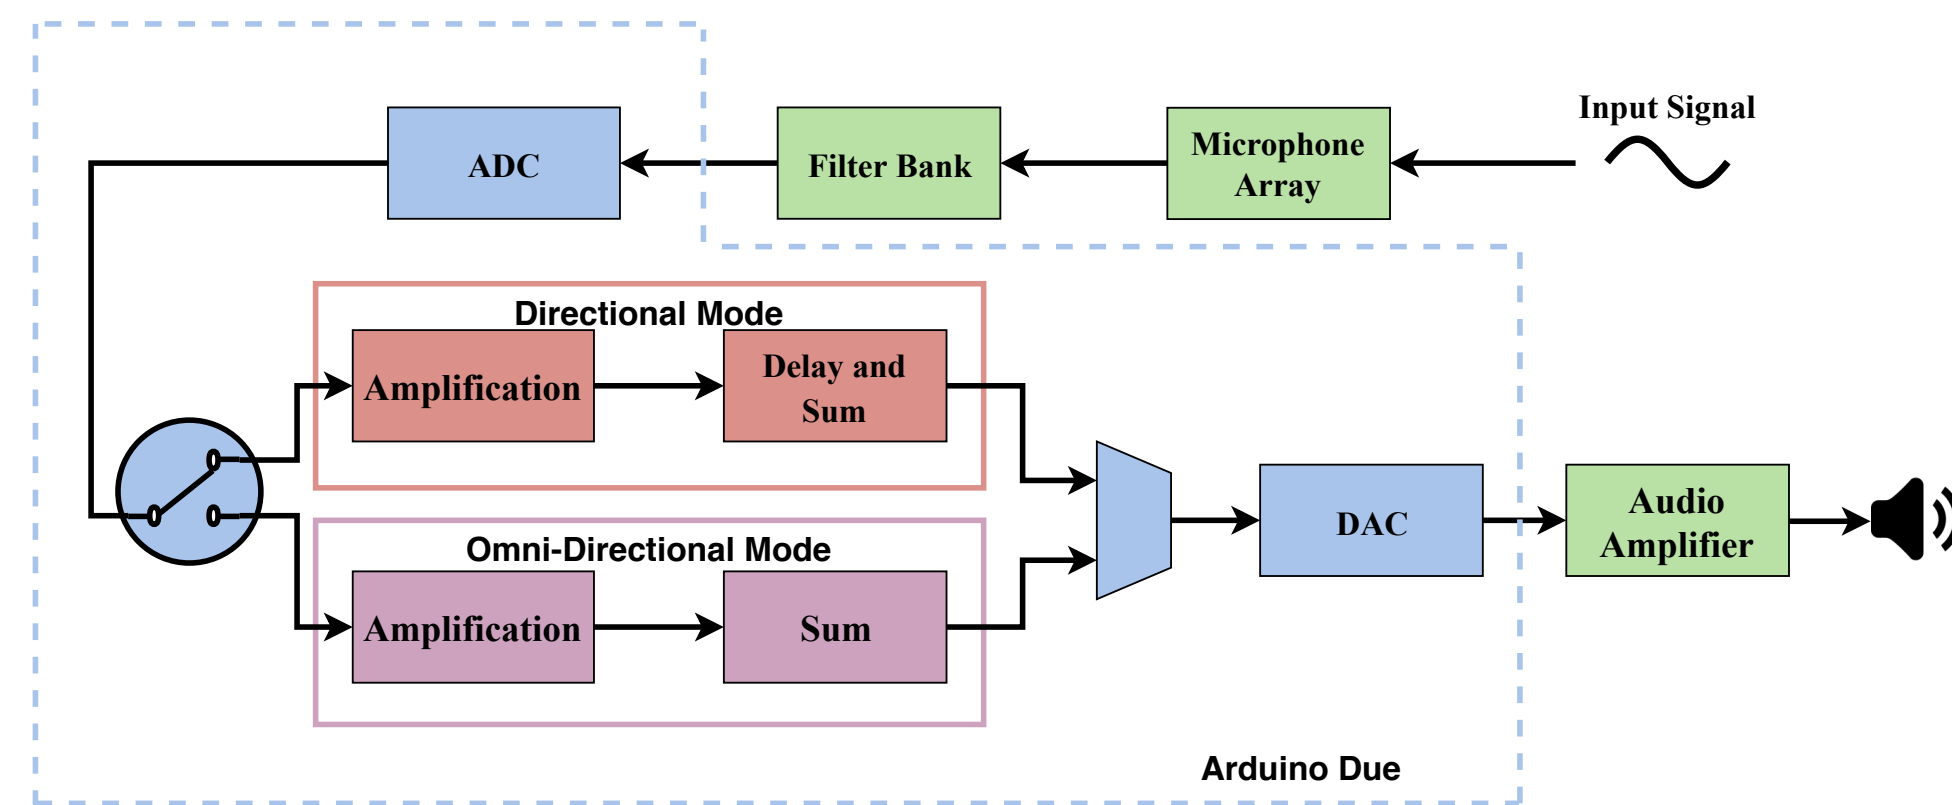 Input Signal
Microphone
Array
Filter Bank
ADC
Directional Mode
Amplification
Delay and
Sum
Omni-Directional Mode
Amplification
Sum
DAC
Audio
Amplifier
Arduino Due